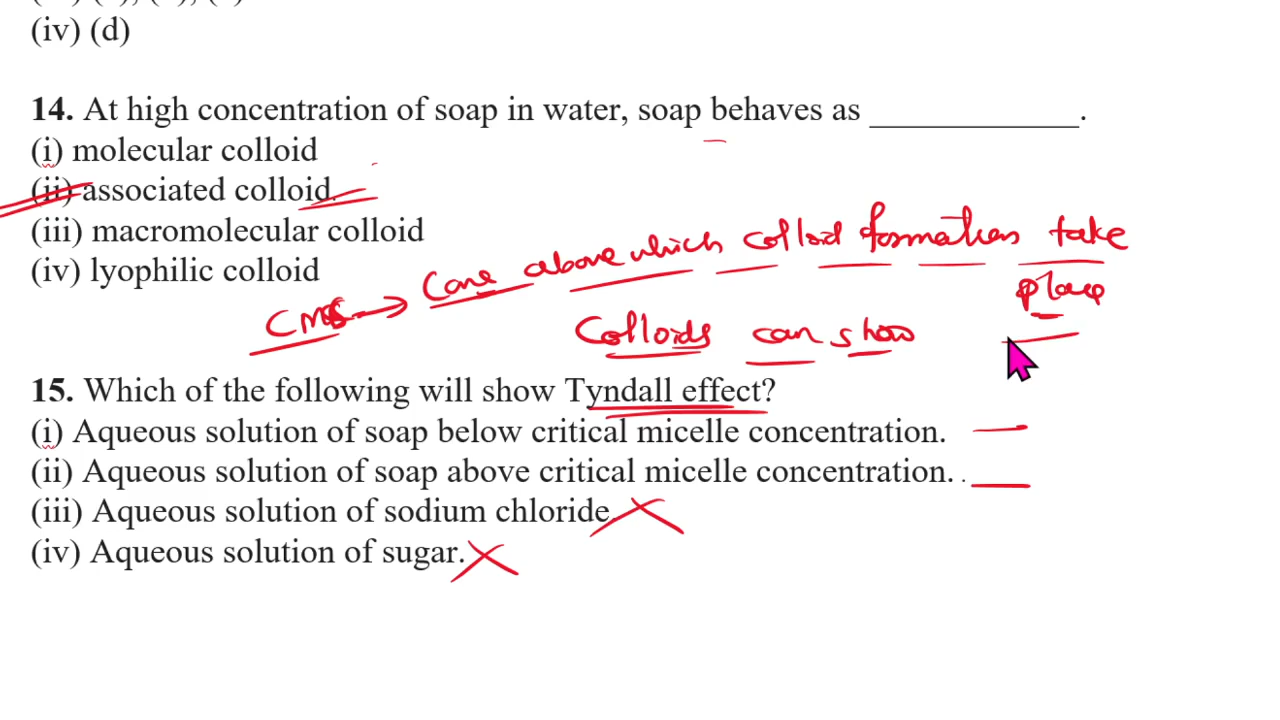 (iv) (d)
14. At high concentration of soap in water, soap behaves as ____________.
(i) molecular colloid
(ii) associated colloid.
(iii) macromolecular colloid
(iv) lyophilic colloid
CMC → Conc above which colloid formation take
place
Colloids can show
15. Which of the following will show Tyndall effect?
(i) Aqueous solution of soap below critical micelle concentration.
(ii) Aqueous solution of soap above critical micelle concentration.
(iii) Aqueous solution of sodium chloride.
(iv) Aqueous solution of sugar.